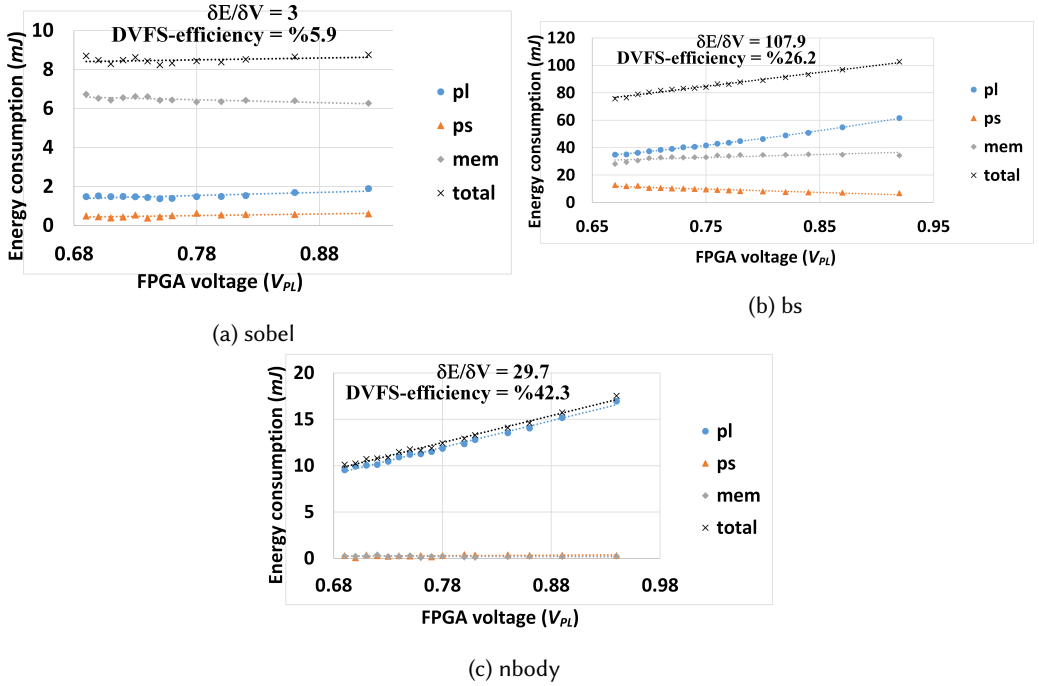 δE/δV = 3
DVFS-efficiency = %5.9
Energy consumption (mJ)
10
8
6
4
2
0
0.68
0.78
0.88
FPGA voltage (V_PL)
pl
ps
mem
total
(a) sobel
δE/δV = 107.9
DVFS-efficiency = %26.2
Energy consumption (mJ)
120
100
80
60
40
20
0
0.65
0.75
0.85
0.95
FPGA voltage (V_PL)
pl
ps
mem
total
(b) bs
δE/δV = 29.7
DVFS-efficiency = %42.3
Energy consumption (mJ)
20
15
10
5
0
0.68
0.78
0.88
0.98
FPGA voltage (V_PL)
pl
ps
mem
total
(c) nbody